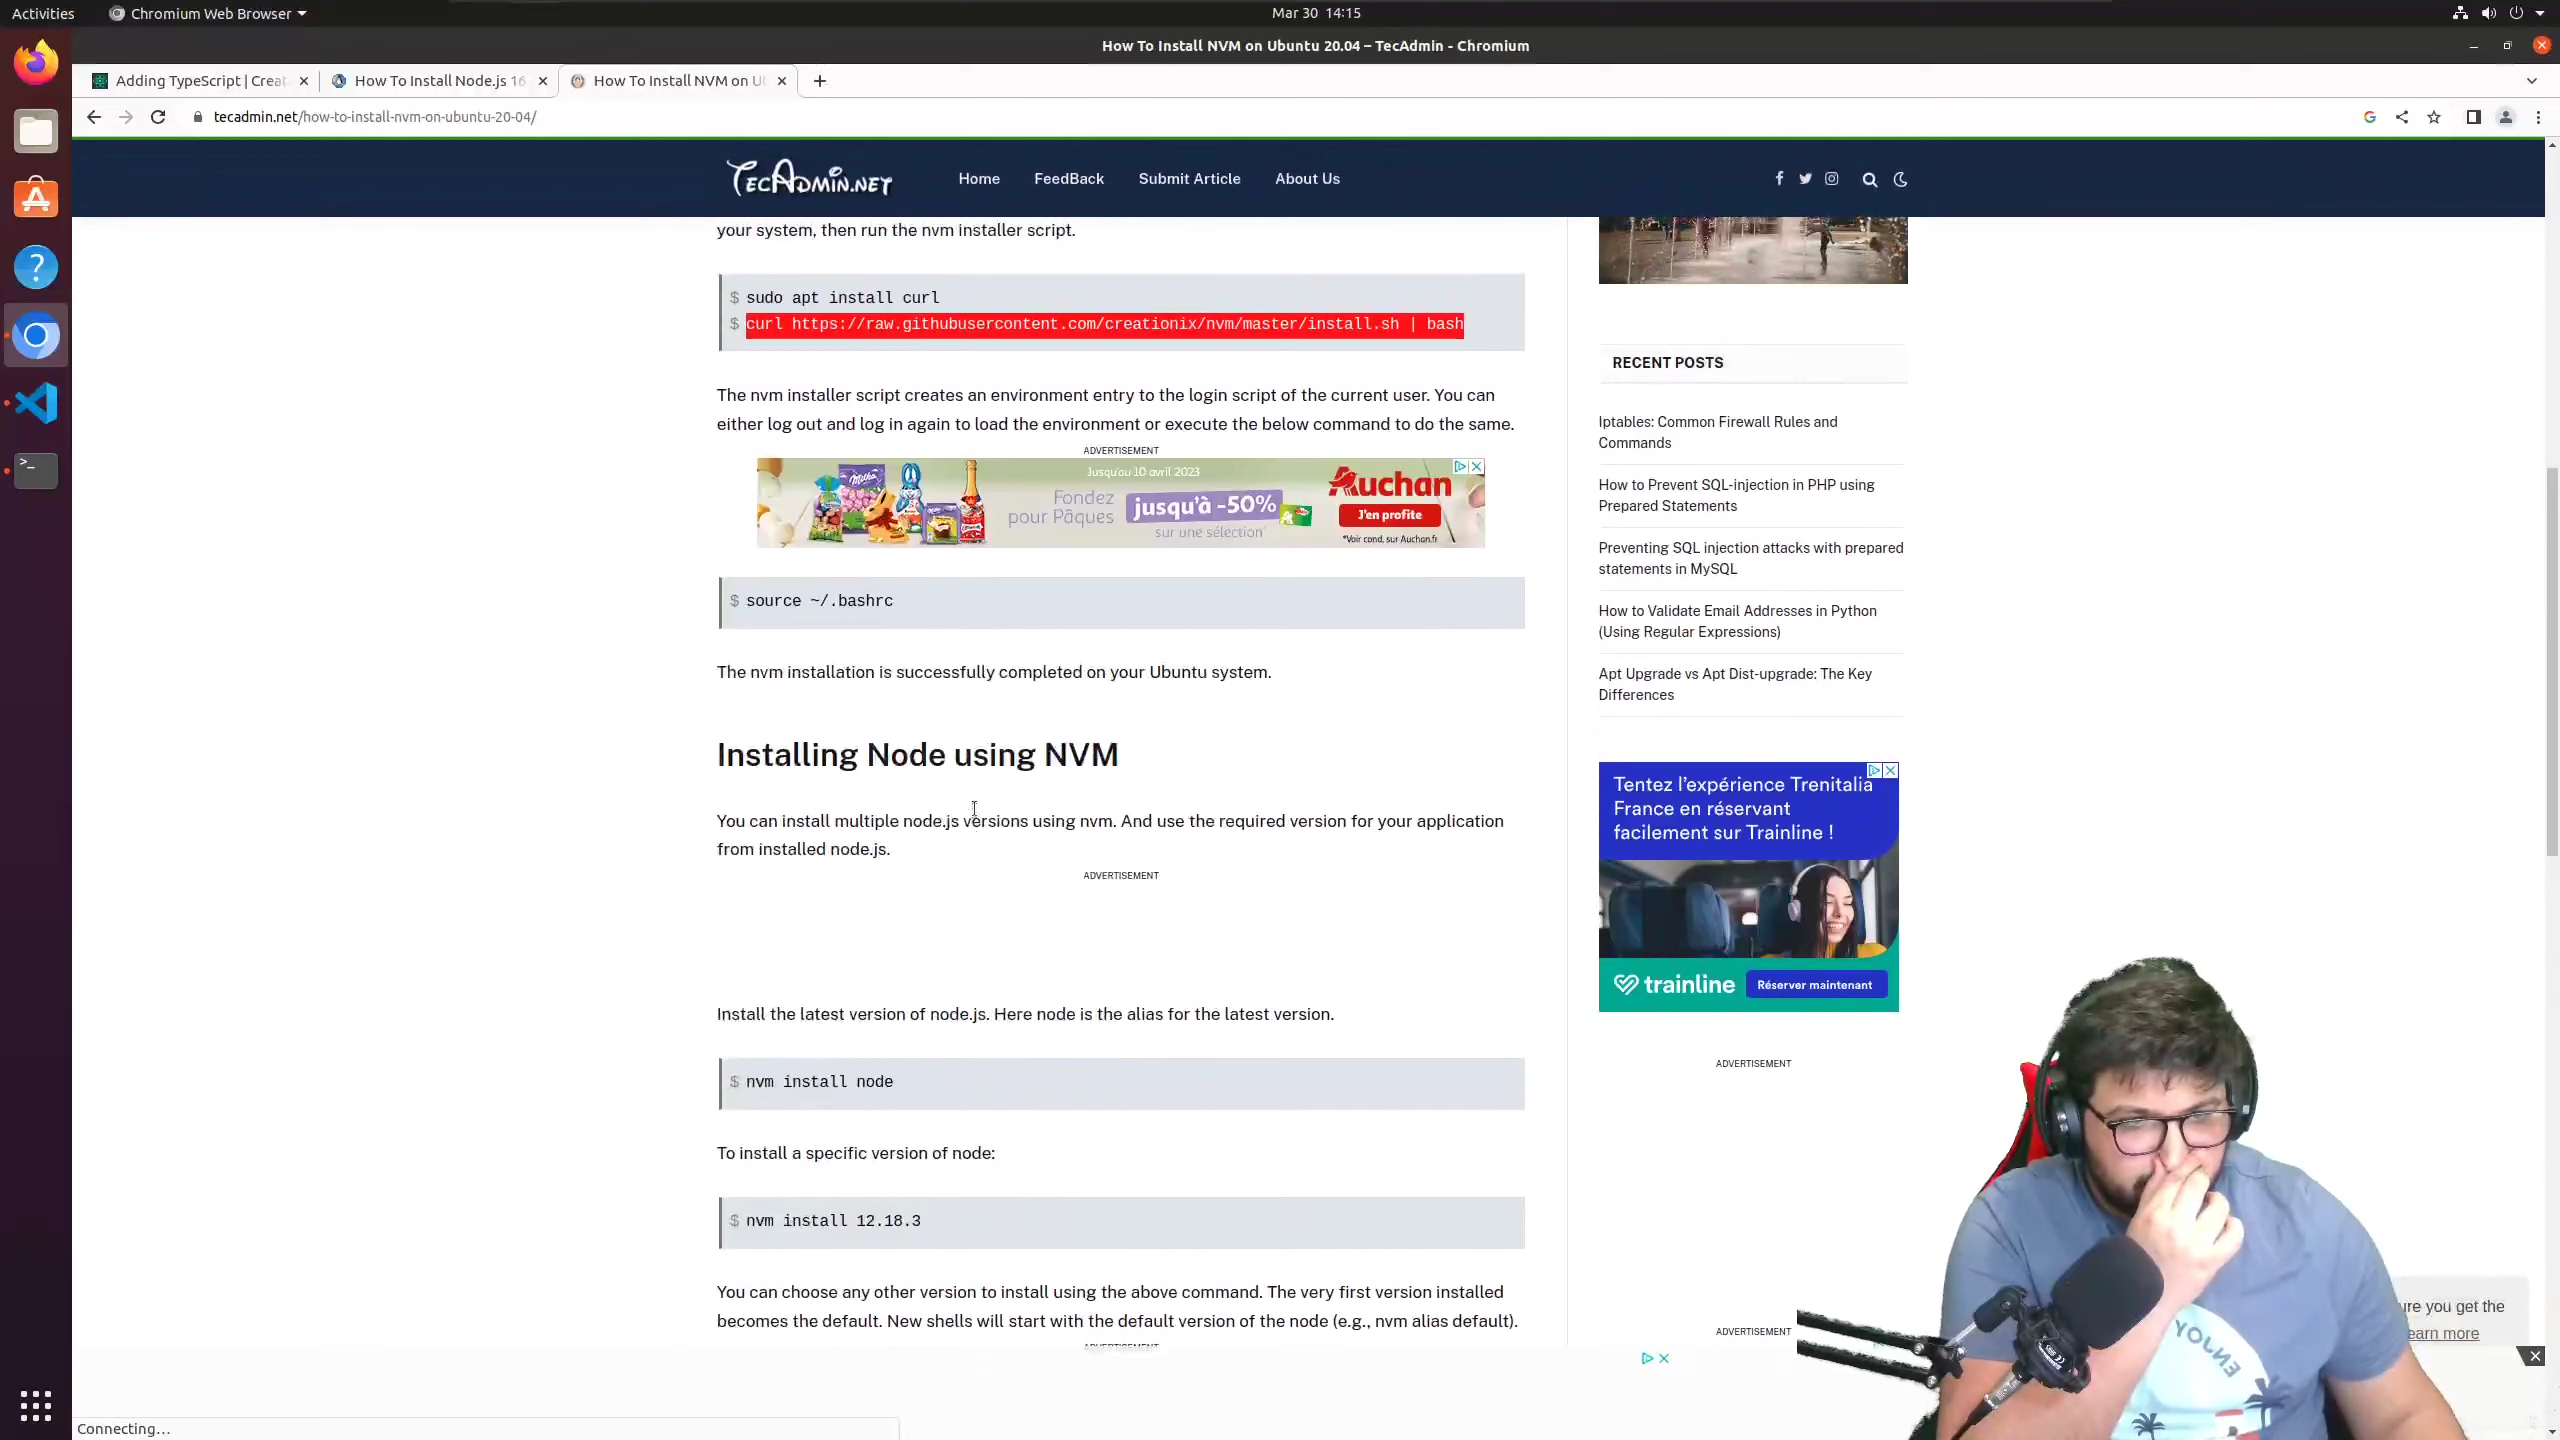 Activities
Chromium Web Browser
Mar 30 14:15
How To Install NVM on Ubuntu 20.04 – TecAdmin - Chromium
Adding TypeScript | Creat
How To Install Node.js 16
How To Install NVM on U
tecadmin.net/how-to-install-nvm-on-ubuntu-20-04/
TecAdmin.net
Home
FeedBack
Submit Article
About Us
your system, then run the nvm installer script.
$ sudo apt install curl
$ curl https://raw.githubusercontent.com/creationix/nvm/master/install.sh | bash
The nvm installer script creates an environment entry to the login script of the current user. You can
either log out and log in again to load the environment or execute the below command to do the same.
ADVERTISEMENT
Milka
Jusqu'au 10 avril 2023
Fondez
pour Pâques
jusqu'à -50%
sur une sélection*
Auchan
J'en profite
*Voir cond. sur Auchan.fr
$ source ~/.bashrc
The nvm installation is successfully completed on your Ubuntu system.
Installing Node using NVM
You can install multiple node.js versions using nvm. And use the required version for your application
from installed node.js.
ADVERTISEMENT
Install the latest version of node.js. Here node is the alias for the latest version.
$ nvm install node
To install a specific version of node:
$ nvm install 12.18.3
You can choose any other version to install using the above command. The very first version installed
becomes the default. New shells will start with the default version of the node (e.g., nvm alias default).
ADVERTISEMENT
RECENT POSTS
Iptables: Common Firewall Rules and
Commands
How to Prevent SQL-injection in PHP using
Prepared Statements
Preventing SQL injection attacks with prepared
statements in MySQL
How to Validate Email Addresses in Python
(Using Regular Expressions)
Apt Upgrade vs Apt Dist-upgrade: The Key
Differences
Tentez l'expérience Trenitalia
France en réservant
facilement sur Trainline !
trainline
Réserver maintenant
ADVERTISEMENT
ADVERTISEMENT
ure you get the
earn more
ENJOY
Connecting…